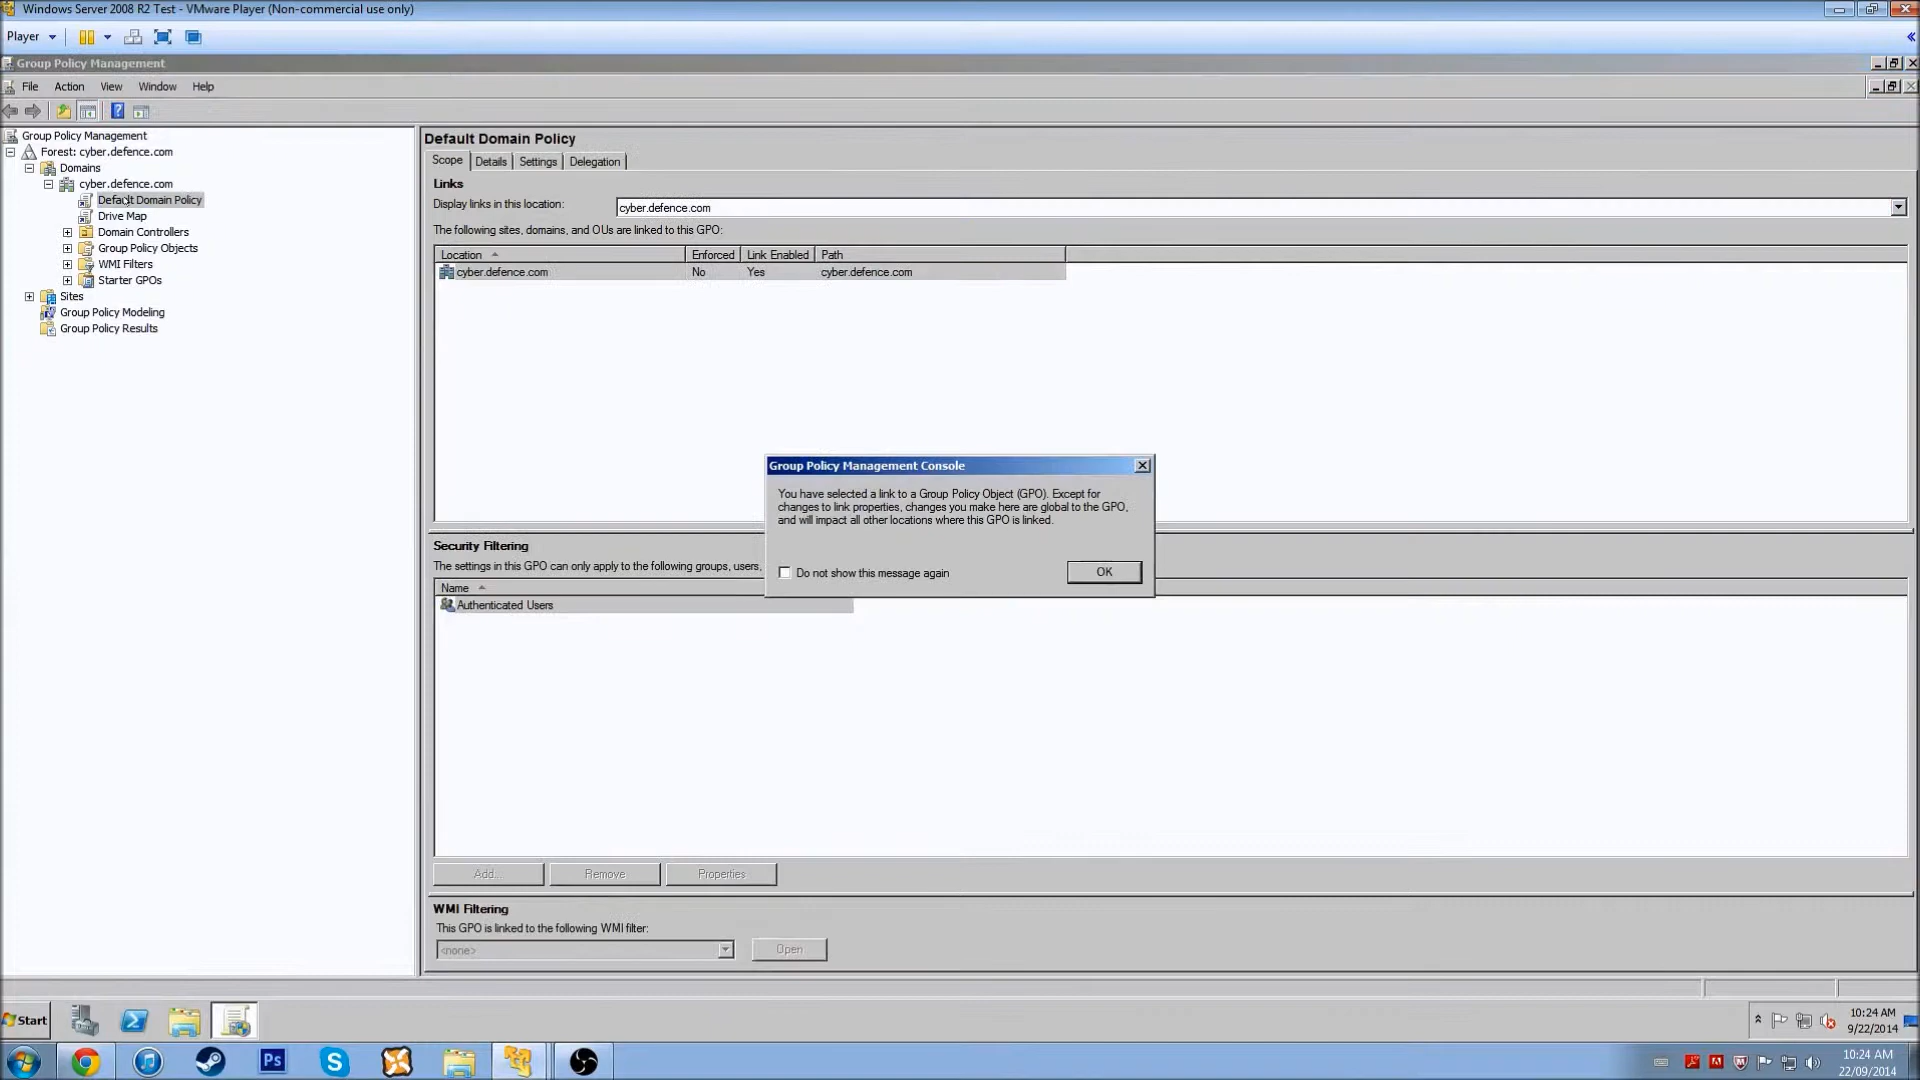 Windows Server 2008 R2 Test - VMware Player (Non-commercial use only)
Player
Group Policy Management
File Action View Window Help
Group Policy Management
Forest: cyber.defence.com
Domains
cyber.defence.com
Default Domain Policy
Drive Map
Domain Controllers
Group Policy Objects
WMI Filters
Starter GPOs
Sites
Group Policy Modeling
Group Policy Results
Default Domain Policy
Scope Details Settings Delegation
Links
Display links in this location: cyber.defence.com
The following sites, domains, and OUs are linked to this GPO:
Location Enforced Link Enabled Path
cyber.defence.com No Yes cyber.defence.com
Group Policy Management Console
You have selected a link to a Group Policy Object (GPO). Except for
changes to link properties, changes you make here are global to the GPO,
and will impact all other locations where this GPO is linked.
Do not show this message again OK
Security Filtering
The settings in this GPO can only apply to the following groups, users,
Name
Authenticated Users
Add... Remove Properties
WMI Filtering
This GPO is linked to the following WMI filter:
<none> Open
Start
10:24 AM
9/22/2014
Ps
10:24 AM
22/09/2014